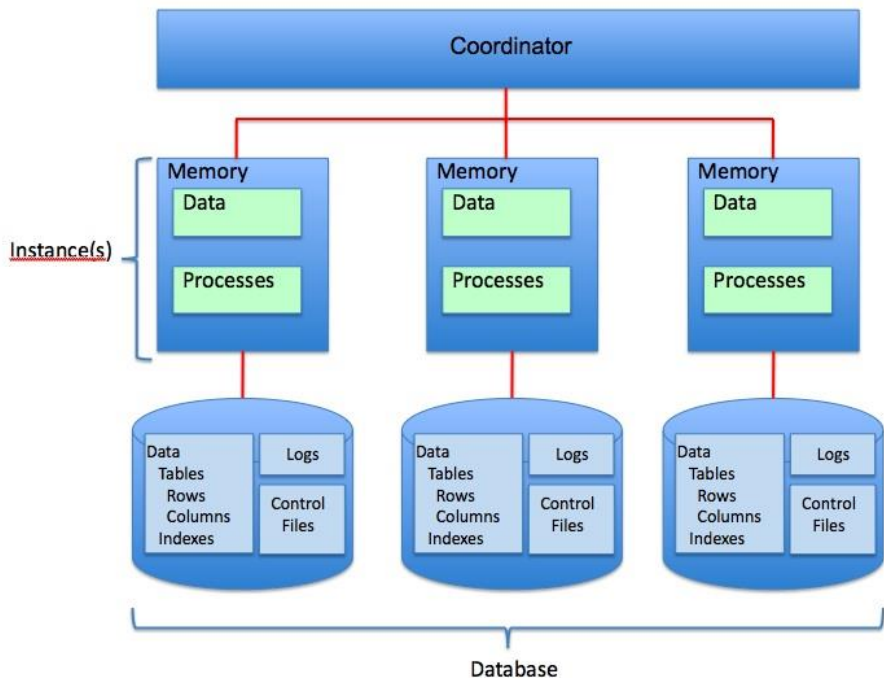 Coordinator
Instance(s)
Memory
Data
Processes
Memory
Data
Processes
Memory
Data
Processes
Data
Tables
Rows
Columns
Indexes
Logs
Control
Files
Data
Tables
Rows
Columns
Indexes
Logs
Control
Files
Data
Tables
Rows
Columns
Indexes
Logs
Control
Files
Database